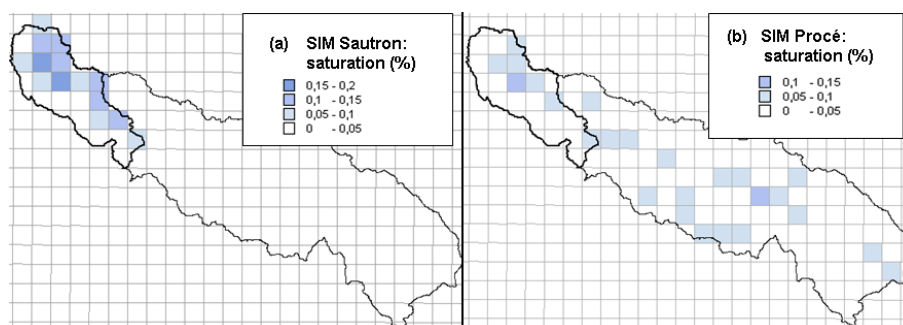 (a) SIM Sautron:
saturation (%)
0,15 - 0,2
0,1 - 0,15
0,05 - 0,1
0 - 0,05
(b) SIM Procé:
saturation (%)
0,1 - 0,15
0,05 - 0,1
0 - 0,05